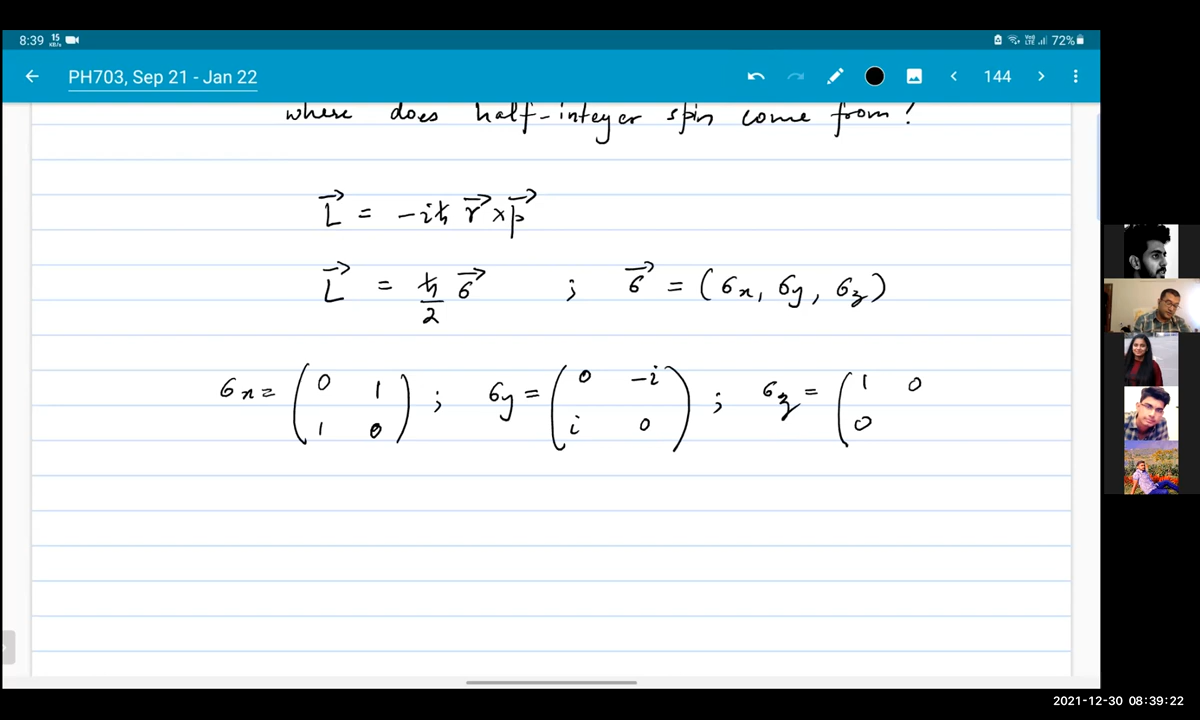 8:39 15 KB/s 72%
PH703, Sep 21 - Jan 22 144
where does half-integer spin come from?
L⃗ = -iħ r⃗ × p⃗
L⃗ = ħ/2 σ⃗ ; σ⃗ = (σx, σy, σz)
σx = (0 1; 1 0) ; σy = (0 -i; i 0) ; σz = (1 0; 0
2021-12-30 08:39:22